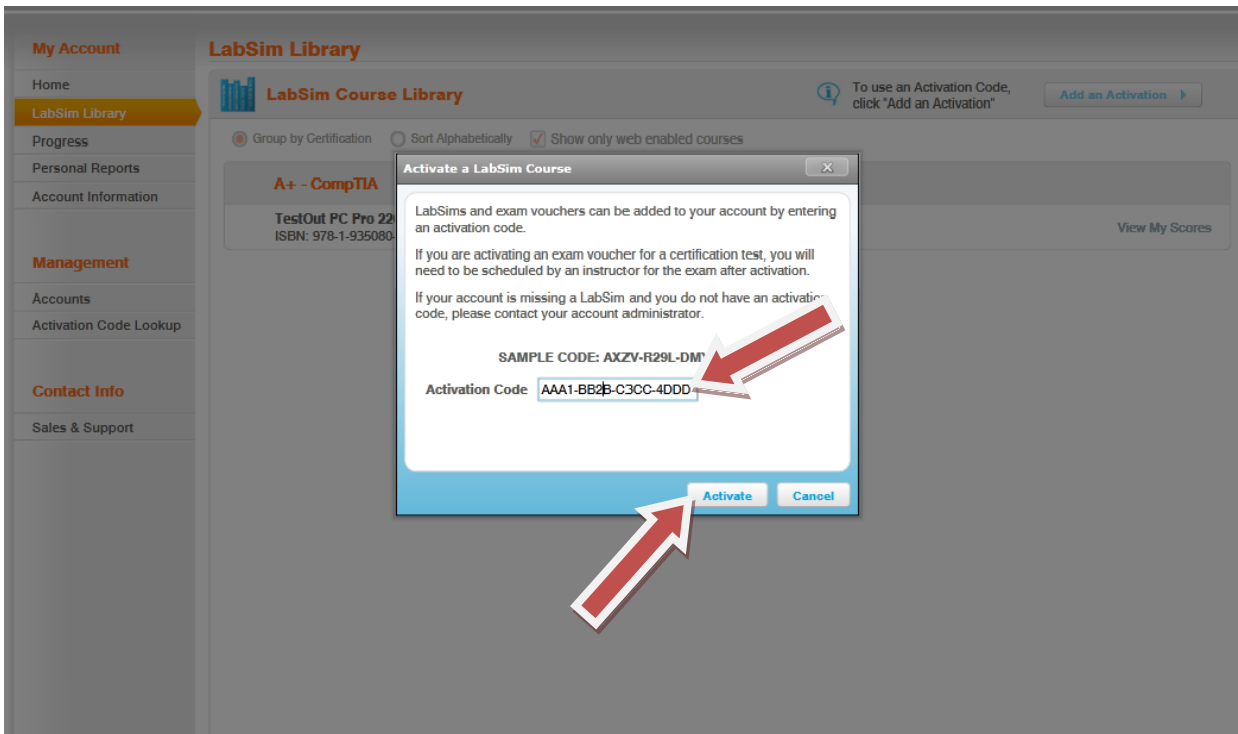 My Account
Home
LabSim Library
Progress
Personal Reports
Account Information
Management
Accounts
Activation Code Lookup
Contact Info
Sales & Support
LabSim Library
LabSim Course Library
To use an Activation Code,
click "Add an Activation"
Add an Activation
Group by Certification Sort Alphabetically Show only web enabled courses
A+ - CompTIA
TestOut PC Pro
ISBN: 978-1-935080-
View My Scores
Activate a LabSim Course
X
LabSims and exam vouchers can be added to your account by entering
an activation code.
If you are activating an exam voucher for a certification test, you will
need to be scheduled by an instructor for the exam after activation.
If your account is missing a LabSim and you do not have an activation
code, please contact your account administrator.
SAMPLE CODE: AXZV-R29L-DM
Activation Code AAA1-BB2B-C3CC-4DDD
Activate Cancel